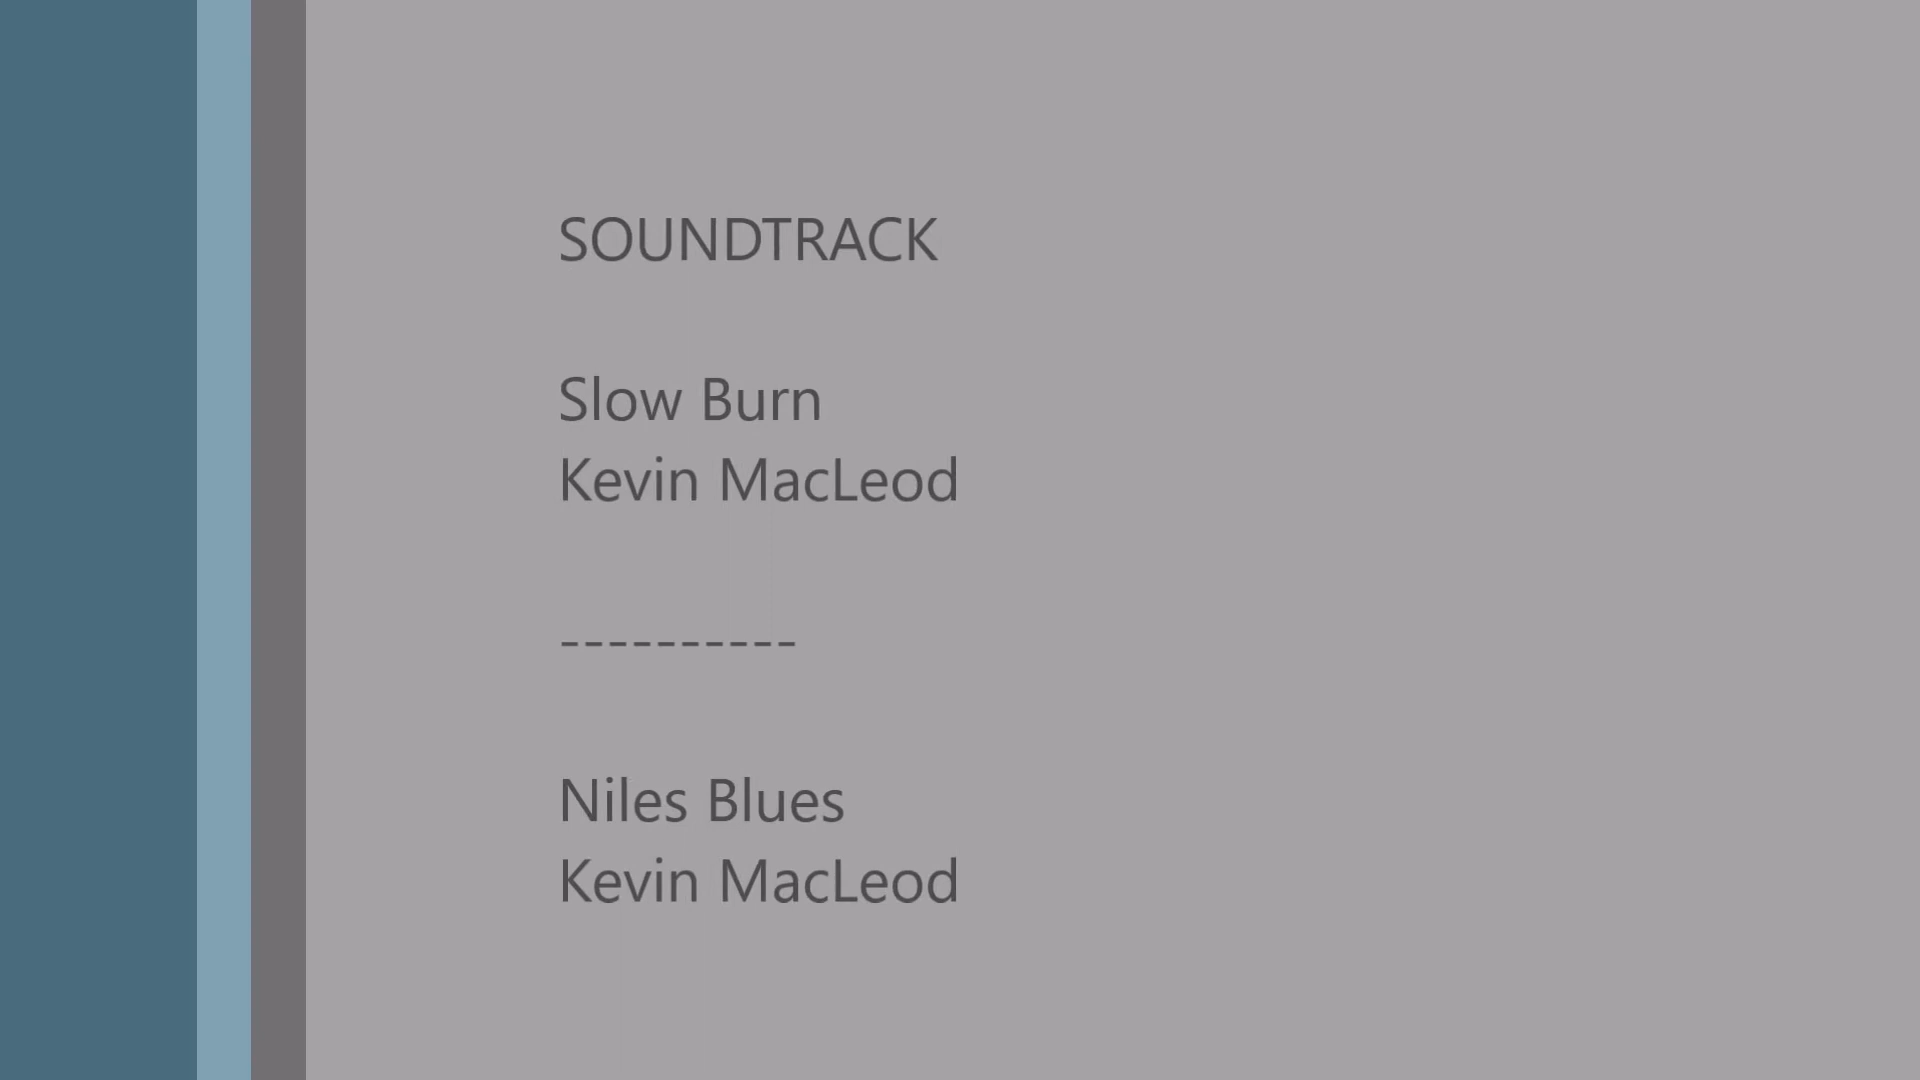 SOUNDTRACK
Slow Burn
Kevin MacLeod
----------
Niles Blues
Kevin MacLeod